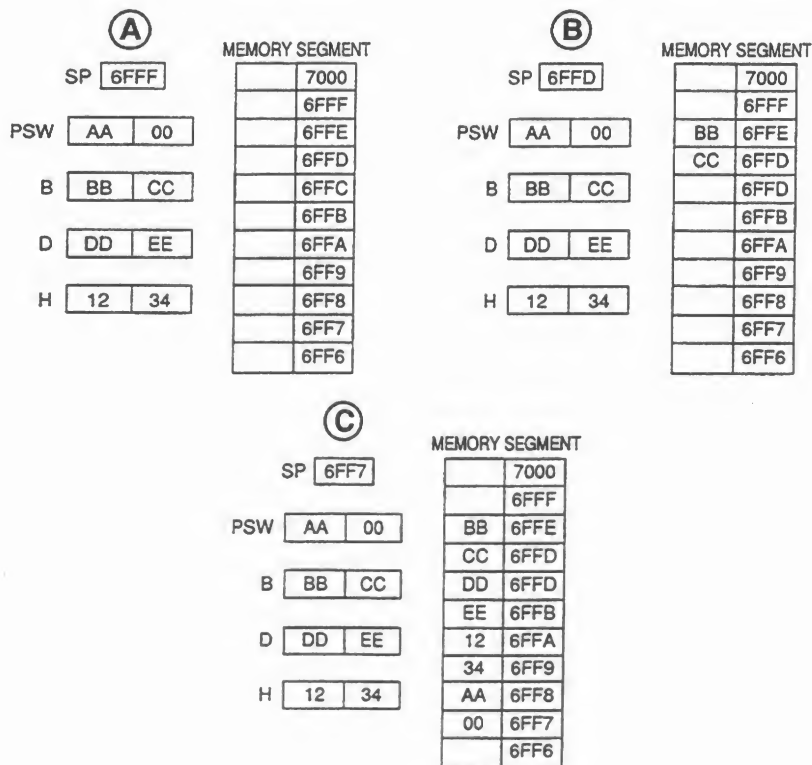 A
MEMORY SEGMENT
SP 6FFF
7000
6FFF
PSW AA 00
6FFE
6FFD
B BB CC
6FFC
6FFB
D DD EE
6FFA
6FF9
H 12 34
6FF8
6FF7
6FF6
B
MEMORY SEGMENT
SP 6FFD
7000
6FFF
PSW AA 00
BB 6FFE
CC 6FFD
B BB CC
6FFD
6FFB
D DD EE
6FFA
6FF9
H 12 34
6FF8
6FF7
6FF6
C
MEMORY SEGMENT
SP 6FF7
7000
6FFF
PSW AA 00
BB 6FFE
CC 6FFD
B BB CC
DD 6FFD
EE 6FFB
D DD EE
12 6FFA
34 6FF9
H 12 34
AA 6FF8
00 6FF7
6FF6